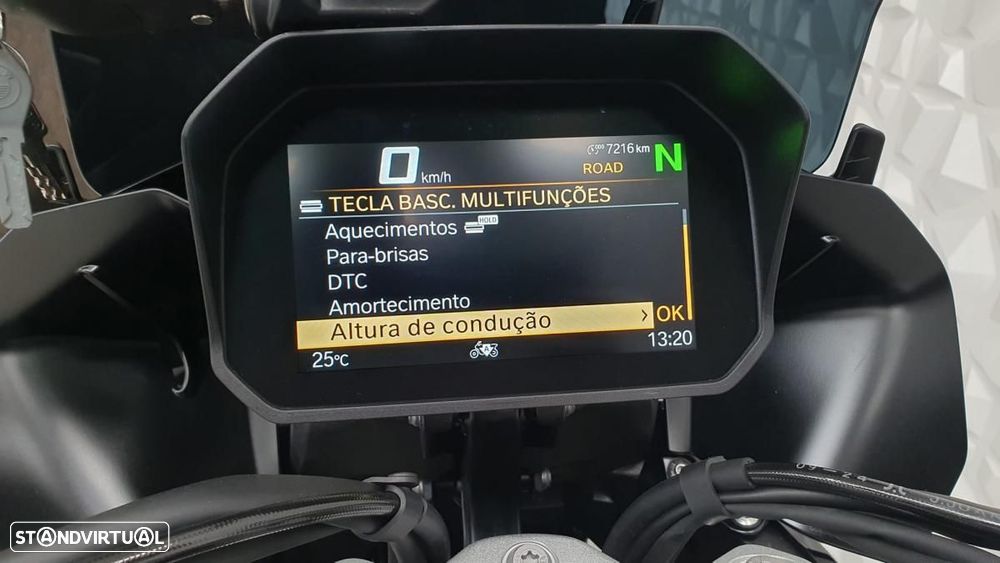 0 km/h
7216 km
ROAD
N
TECLA BASC. MULTIFUNÇÕES
Aquecimentos HOLD
Para-brisas
DTC
Amortecimento
Altura de condução > OK
25°C
13:20
STANDVIRTUAL